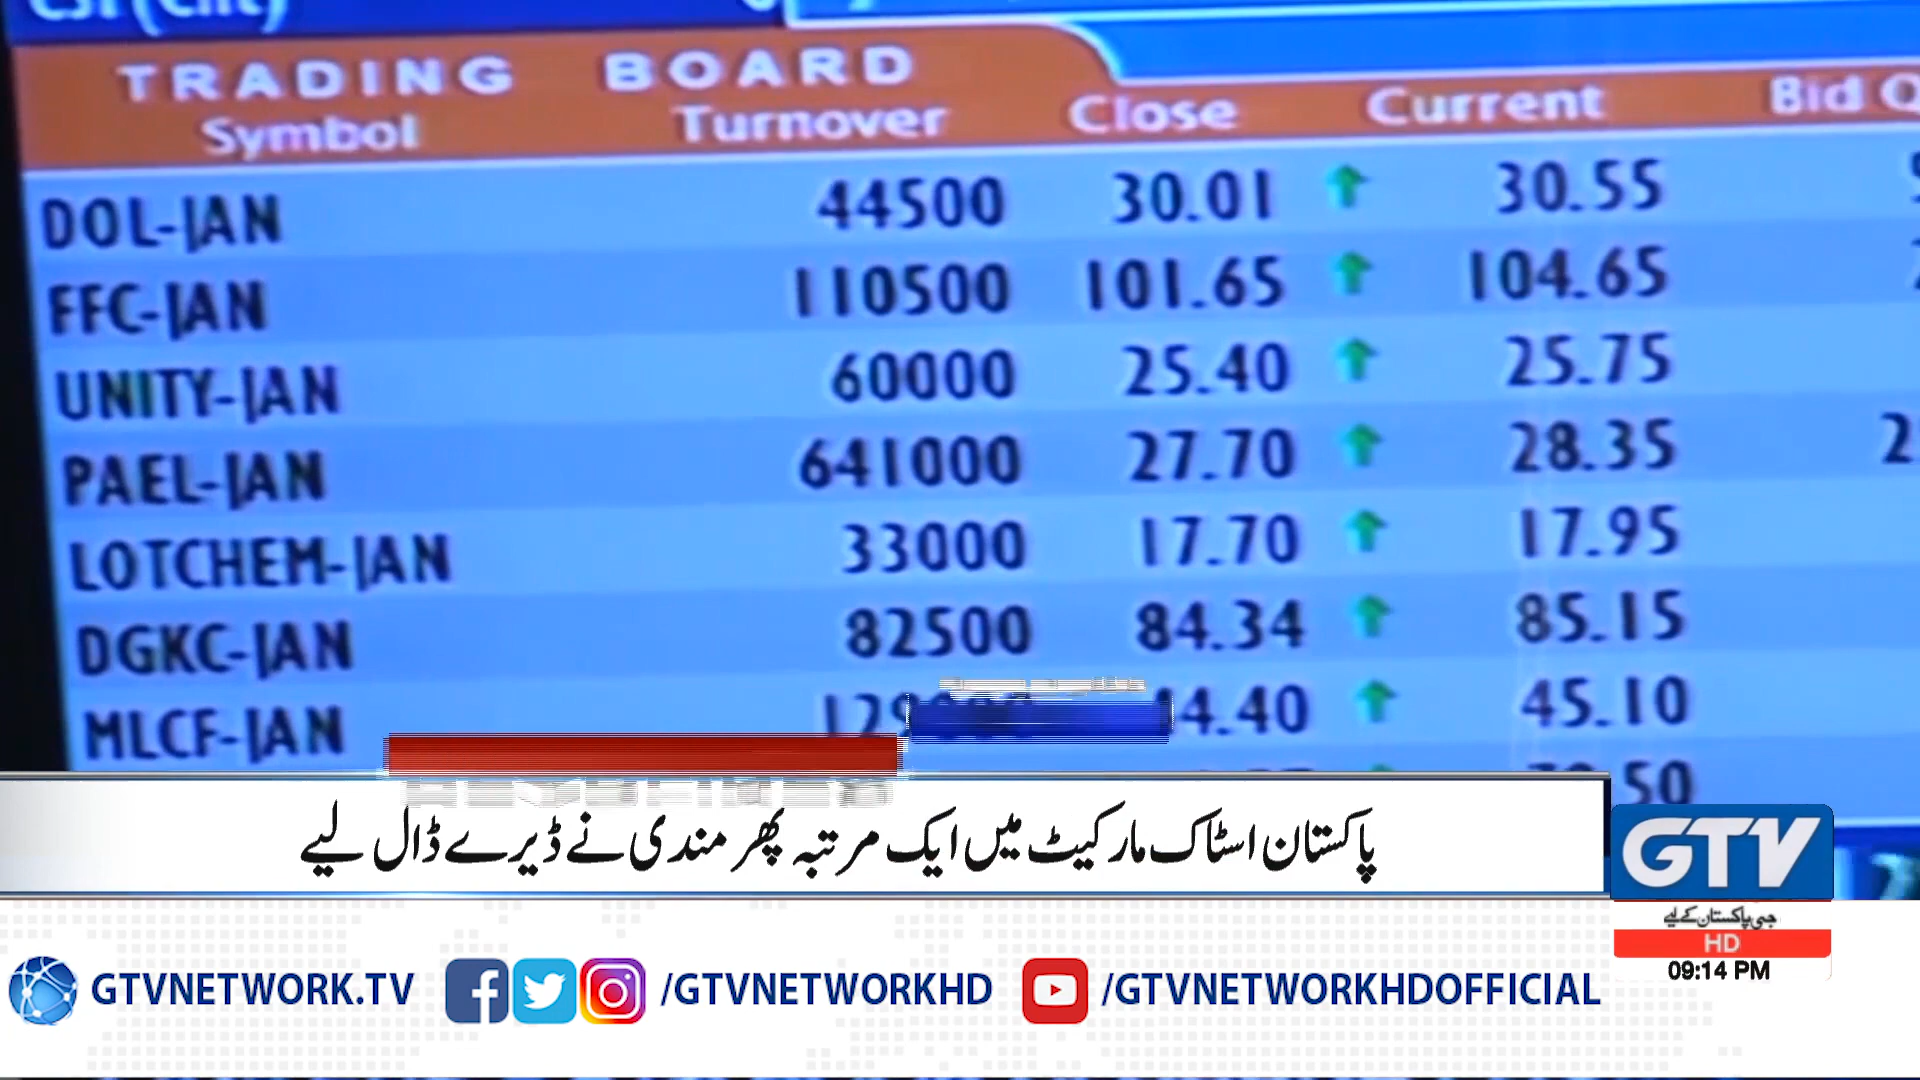 TRADING BOARD
Symbol Turnover Close Current Bid
DOL-JAN 44500 30.01 30.55
FFC-JAN 110500 101.65 104.65
UNITY-JAN 60000 25.40 25.75
PAEL-JAN 641000 27.70 28.35
LOTCHEM-JAN 33000 17.70 17.95
DGKC-JAN 82500 84.34 85.15
MLCF-JAN 45.10
پاکستان اسٹاک مارکیٹ میں ایک مرتبہ پھر مندی نے ڈیرے ڈال لیے
GTV
جی پاکستان کے لیے
HD
09:14 PM
GTVNETWORK.TV /GTVNETWORKHD /GTVNETWORKHDOFFICIAL